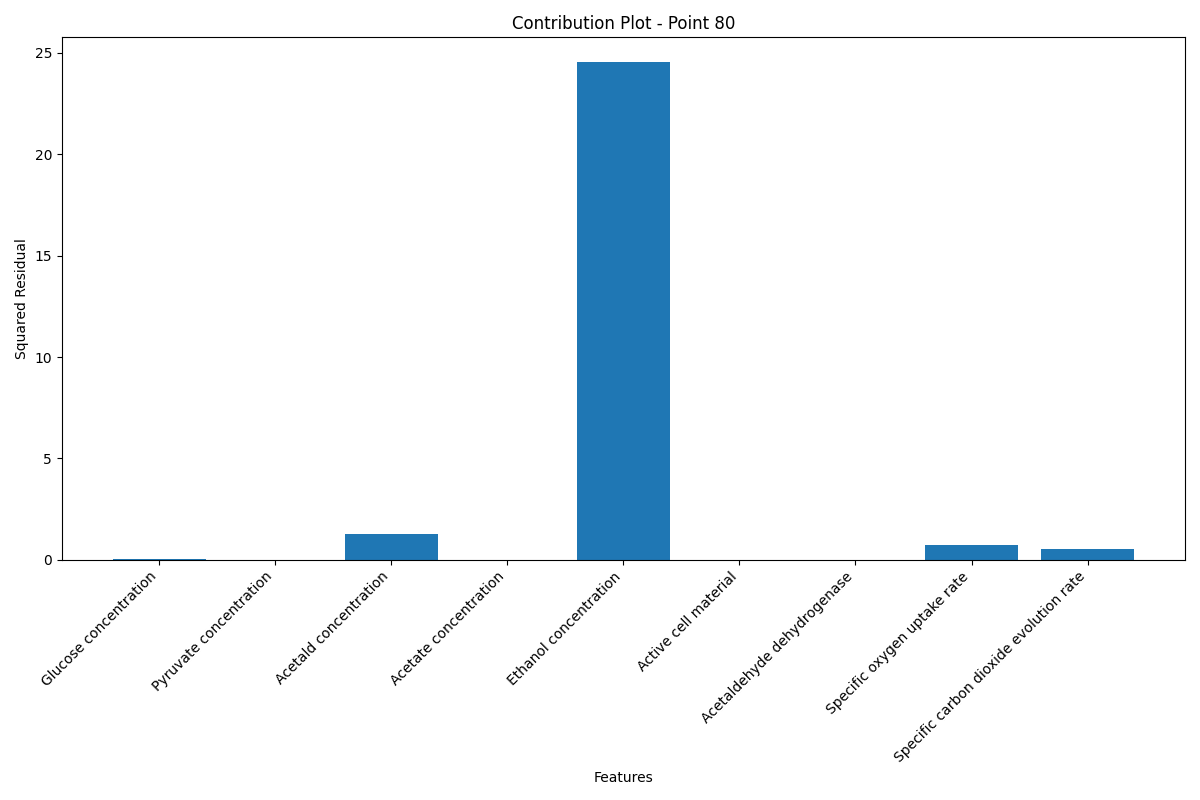 Contribution Plot - Point 80
25
20
15
10
5
0
Squared Residual
Glucose concentration
Pyruvate concentration
Acetald concentration
Acetate concentration
Ethanol concentration
Active cell material
Acetaldehyde dehydrogenase
Specific oxygen uptake rate
Specific carbon dioxide evolution rate
Features